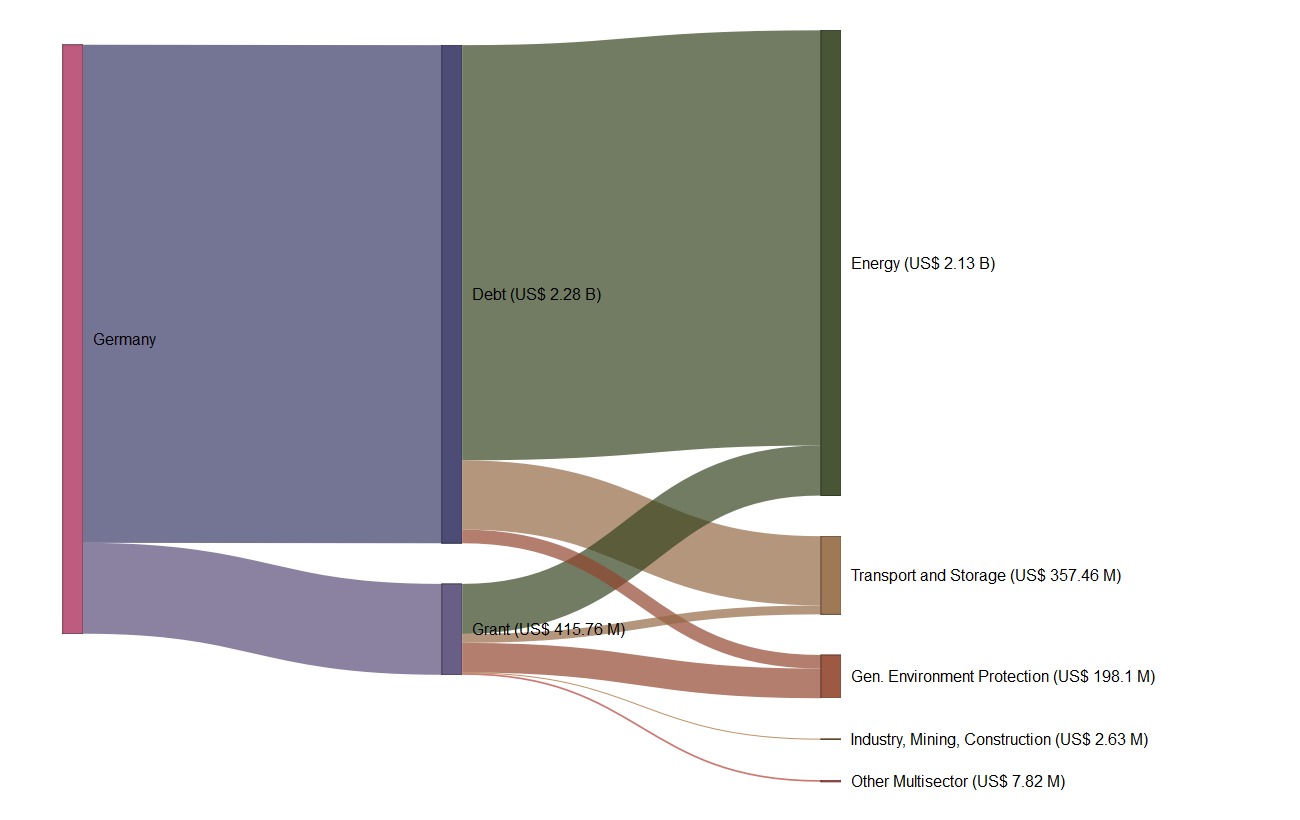 Germany
Debt (US$ 2.28 B)
Grant (US$ 415.76 M)
Energy (US$ 2.13 B)
Transport and Storage (US$ 357.46 M)
Gen. Environment Protection (US$ 198.1 M)
Industry, Mining, Construction (US$ 2.63 M)
Other Multisector (US$ 7.82 M)